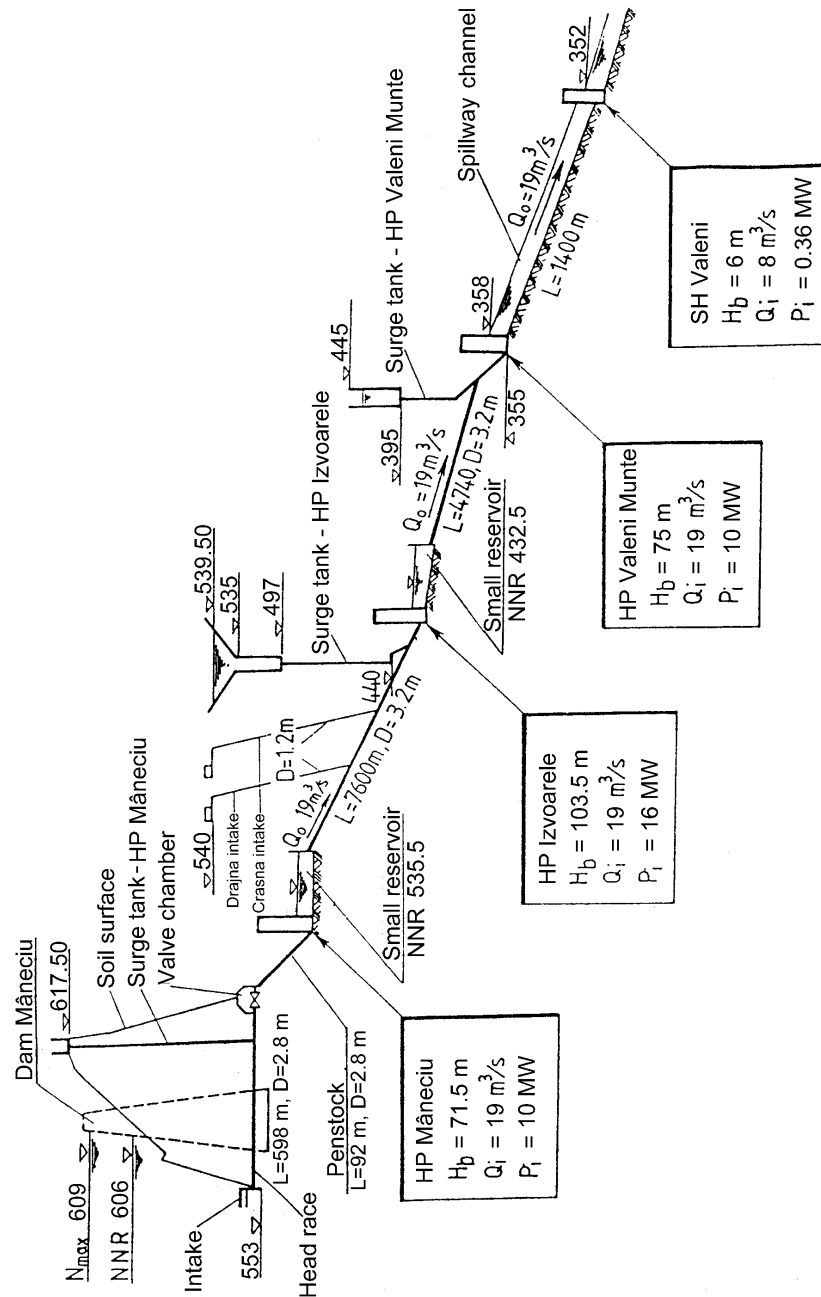 Dam Mâneciu
617.50
Soil surface
Surge tank-HP Mâneciu
Valve chamber
Nmax 609
NNR 606
Intake
553
Head race
L=598 m, D=2.8 m
Penstock
L=92 m, D=2.8 m
HP Mâneciu
Hb = 71.5 m
Qi = 19 m³/s
Pi = 10 MW
Small reservoir
NNR 535.5
540
Drajna intake
Crasna intake
D=1.2m
Qo 19m³/s
L=7600m, D=3.2m
539.50
535
497
Surge tank - HP Izvoarele
440
HP Izvoarele
Hb = 103.5 m
Qi = 19 m³/s
Pi = 16 MW
Small reservoir
NNR 432.5
Qo=19m³/s
L=4740, D=3.2m
445
395
Surge tank - HP Valeni Munte
358
355
HP Valeni Munte
Hb = 75 m
Qi = 19 m³/s
Pi = 10 MW
Spillway channel
Qo=19m³/s
L=1400m
352
SH Valeni
Hb = 6 m
Qi = 8 m³/s
Pi = 0.36 MW